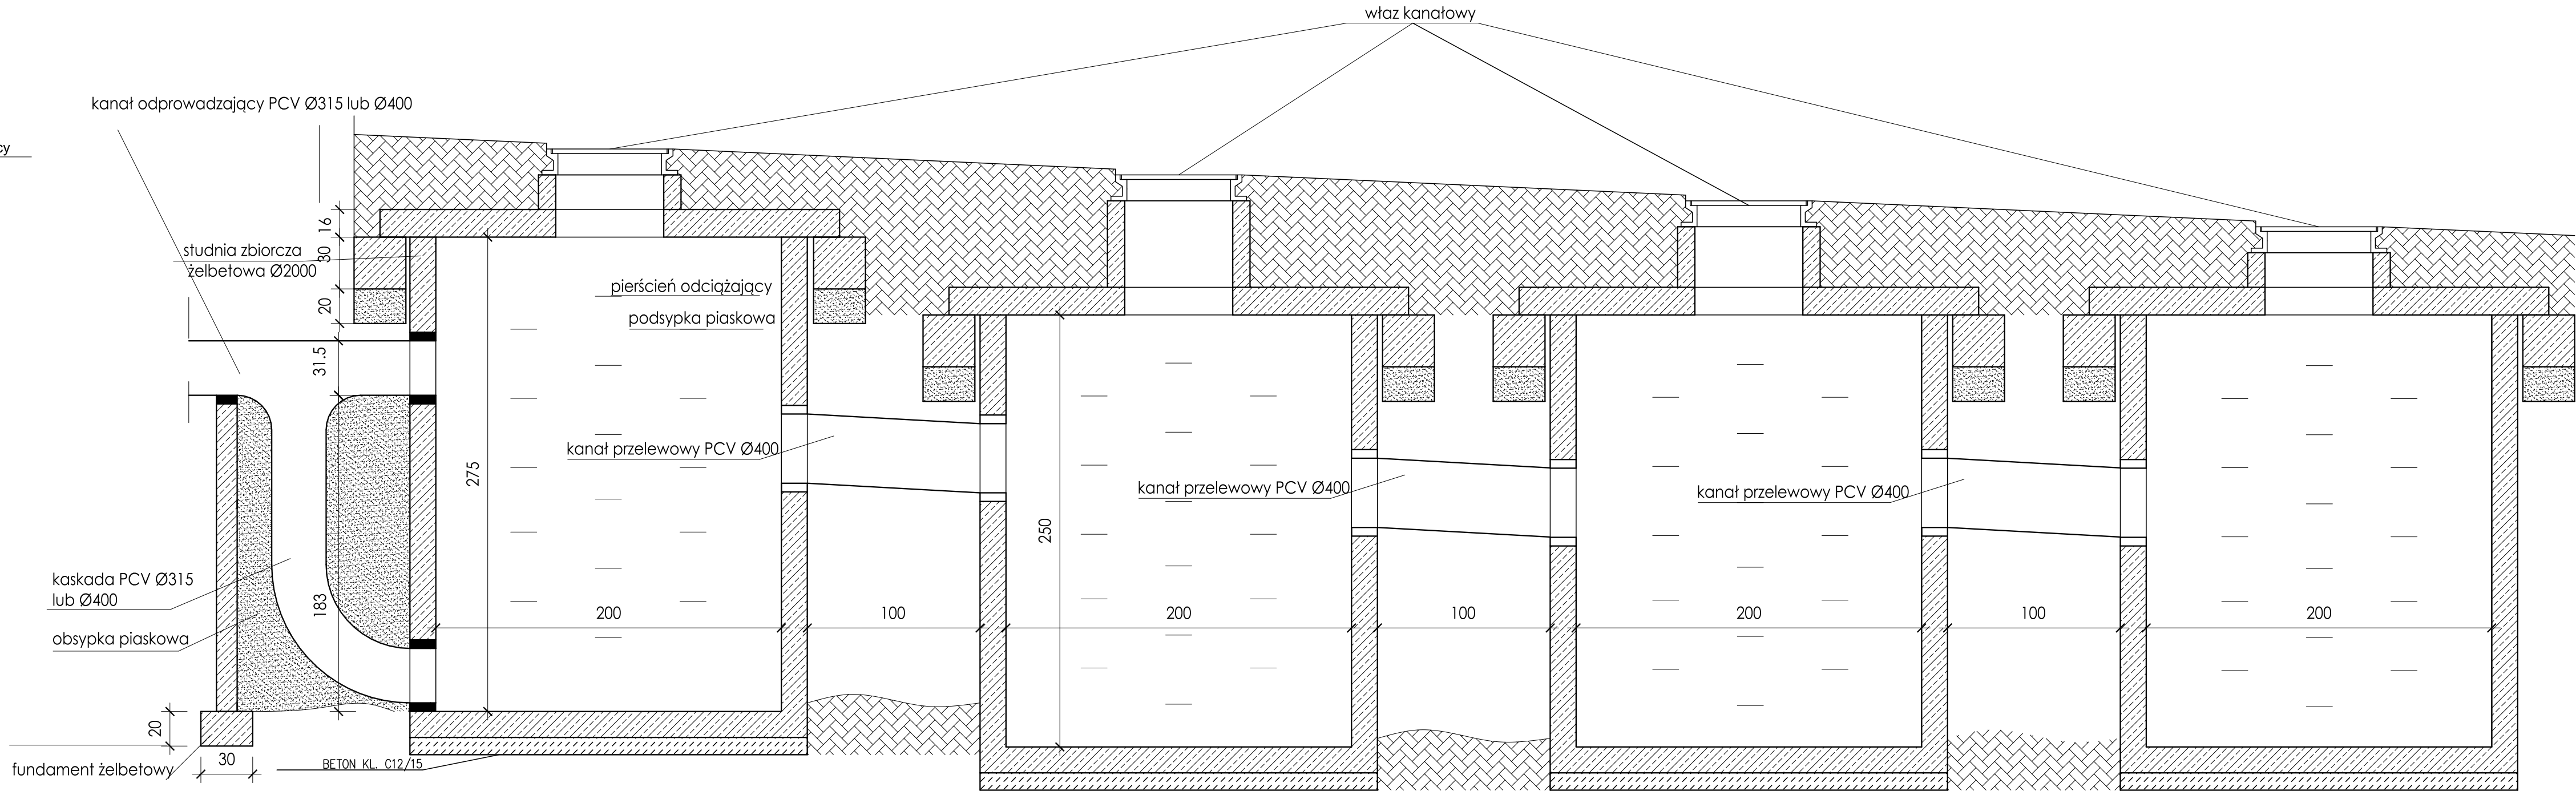 właz kanałowy
kanał odprowadzający PCV Ø315 lub Ø400
cy
16
studnia zbiorcza
żelbetowa Ø2000
30
20
pierścień odciążający
podsypka piaskowa
31.5
275
kanał przelewowy PCV Ø400
kanał przelewowy PCV Ø400
kanał przelewowy PCV Ø400
250
kaskada PCV Ø315
lub Ø400
183
obsypka piaskowa
200
100
200
100
200
100
200
20
fundament żelbetowy
30
BETON KL. C12/15